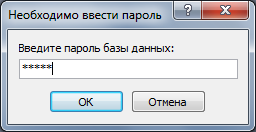 Необходимо ввести пароль
Введите пароль базы данных:
*****
ОК
Отмена